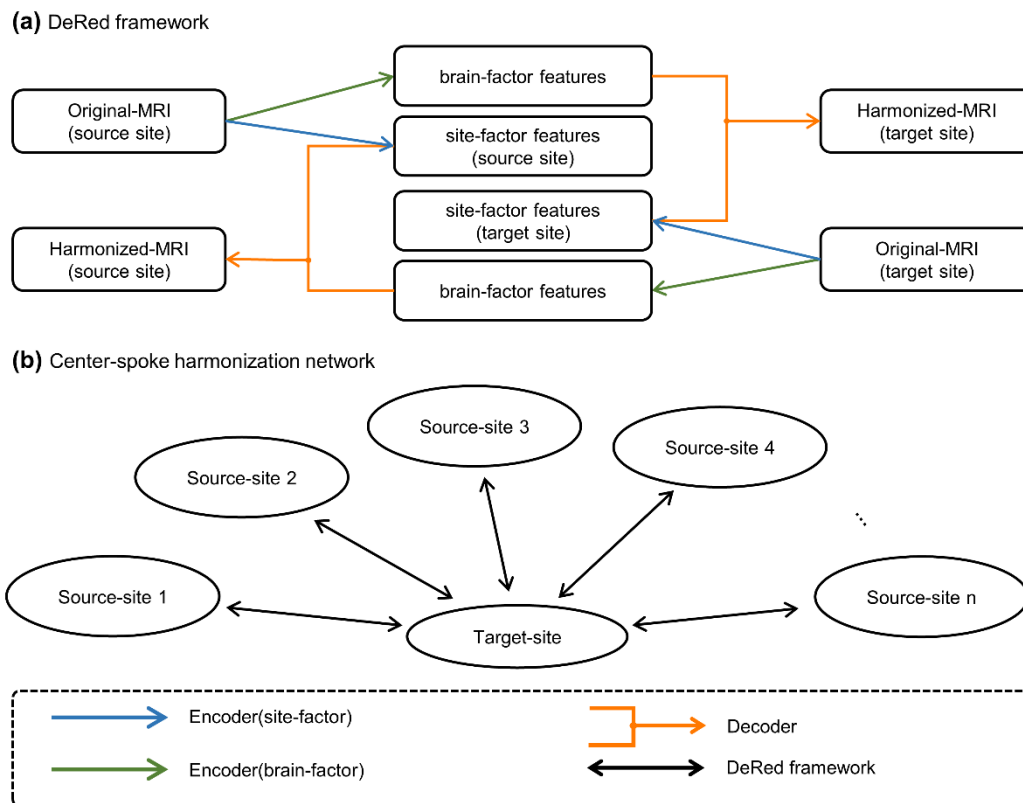 (a) DeRed framework
Original-MRI
(source site)
brain-factor features
site-factor features
(source site)
Harmonized-MRI
(target site)
Harmonized-MRI
(source site)
site-factor features
(target site)
brain-factor features
Original-MRI
(target site)
(b) Center-spoke harmonization network
Source-site 1
Source-site 2
Source-site 3
Source-site 4
...
Source-site n
Target-site
Encoder(site-factor)
Decoder
Encoder(brain-factor)
DeRed framework